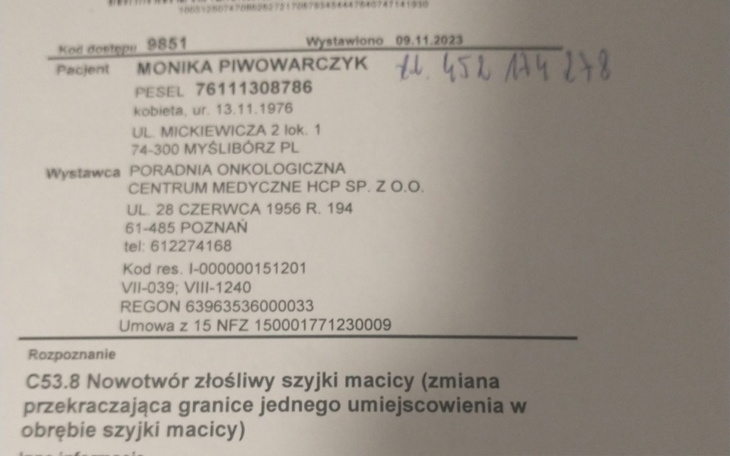 Kod dostępu 9851 Wystawiono 09.11.2023
Pacjent MONIKA PIWOWARCZYK tel. 452 174 278
PESEL 76111308786
kobieta, ur. 13.11.1976
UL. MICKIEWICZA 2 lok. 1
74-300 MYŚLIBÓRZ PL
Wystawca PORADNIA ONKOLOGICZNA
CENTRUM MEDYCZNE HCP SP. Z O.O.
UL. 28 CZERWCA 1956 R. 194
61-485 POZNAŃ
tel: 612274168
Kod res. I-000000151201
VII-039; VIII-1240
REGON 63963536000033
Umowa z 15 NFZ 150001771230009
Rozpoznanie
C53.8 Nowotwór złośliwy szyjki macicy (zmiana
przekraczająca granice jednego umiejscowienia w
obrębie szyjki macicy)